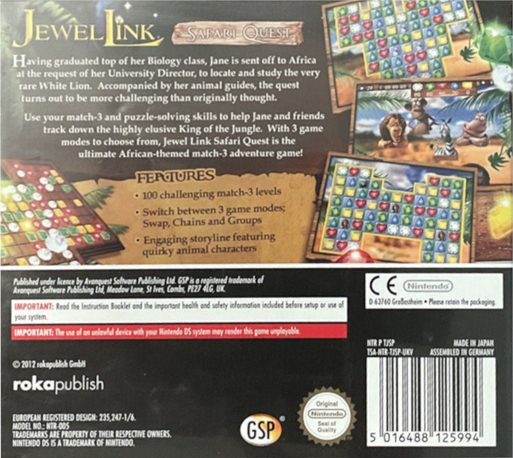 JEWEL LINK
SAFARI QUEST
Having graduated top of her Biology class, Jane is sent off to Africa
at the request of her University Director, to locate and study the very
rare White Lion. Accompanied by her animal guides, the quest
turns out to be more challenging than originally thought.
Use your match-3 and puzzle-solving skills to help Jane and friends
track down the highly elusive King of the Jungle. With 3 game
modes to choose from, Jewel Link Safari Quest is the
ultimate African-themed match-3 adventure game!
FEATURES
• 100 challenging match-3 levels
• Switch between 3 game modes;
Swap, Chains and Groups
• Engaging storyline featuring
quirky animal characters
Published under licence by Avanquest Software Publishing Ltd. GSP is a registered trademark of
Avanquest Software Publishing Ltd, Meadow Lane, St Ives, Cambs, PE27 4LG, UK.
IMPORTANT: Read the Instruction Booklet and the important health and safety information included before setup or use of
your system.
IMPORTANT: The use of an unlawful device with your Nintendo DS system may render this game unplayable.
CE Nintendo
D 63760 Großostheim • Please retain the packaging.
© 2012 rokapublish GmbH
rokapublish
NTR P TJSP MADE IN JAPAN
TSA-NTR-TJSP-UKV ASSEMBLED IN GERMANY
EUROPEAN REGISTERED DESIGN: 235,247-1/6.
MODEL NO.: NTR-005
TRADEMARKS ARE PROPERTY OF THEIR RESPECTIVE OWNERS.
NINTENDO DS IS A TRADEMARK OF NINTENDO.
GSP
Original
Nintendo
Seal of
Quality
5 016488 125994